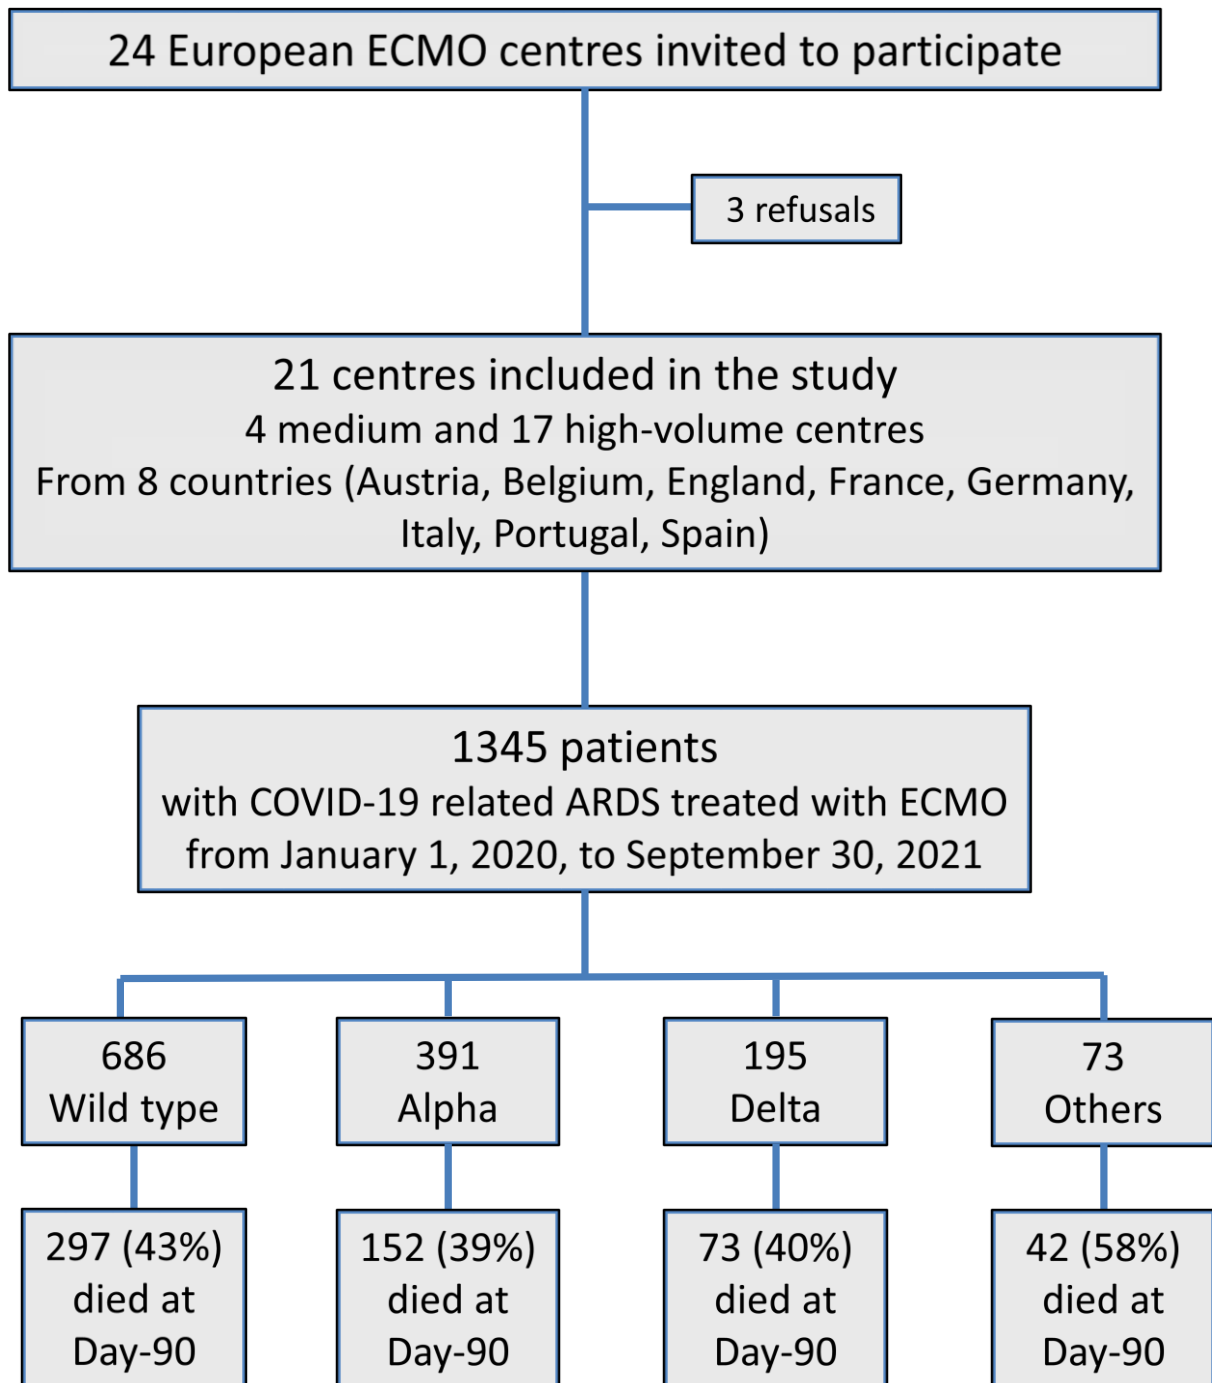 24 European ECMO centres invited to participate
3 refusals
21 centres included in the study
4 medium and 17 high-volume centres
From 8 countries (Austria, Belgium, England, France, Germany,
Italy, Portugal, Spain)
1345 patients
with COVID-19 related ARDS treated with ECMO
from January 1, 2020, to September 30, 2021
686
Wild type
391
Alpha
195
Delta
73
Others
297 (43%)
died at
Day-90
152 (39%)
died at
Day-90
73 (40%)
died at
Day-90
42 (58%)
died at
Day-90